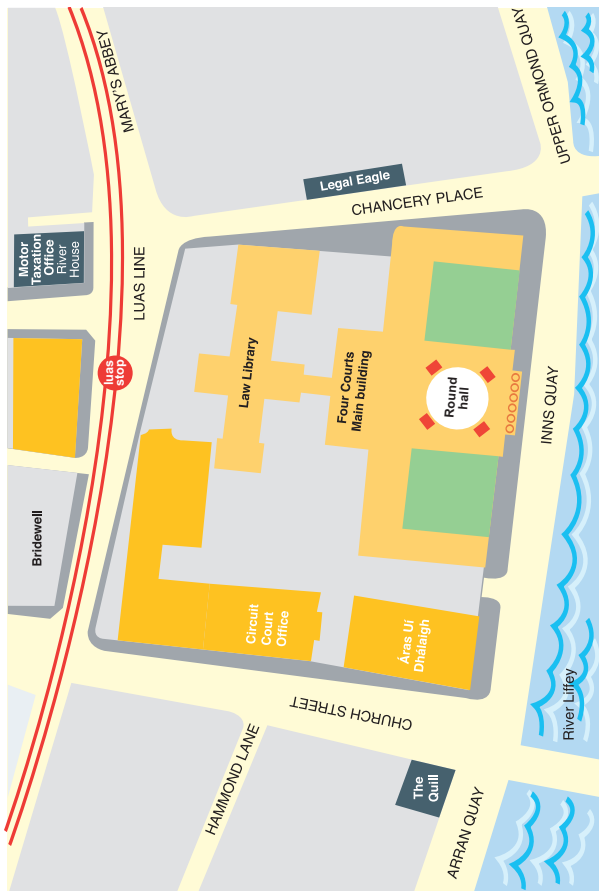 MARY'S ABBEY
UPPER ORMOND QUAY
Legal Eagle
CHANCERY PLACE
Motor
Taxation
Office
River
House
LUAS LINE
luas
stop
Law Library
Four Courts
Main building
Round
hall
INNS QUAY
Bridewell
Circuit
Court
Office
Áras Uí
Dhálaigh
CHURCH STREET
River Liffey
HAMMOND LANE
The
Quill
ARRAN QUAY